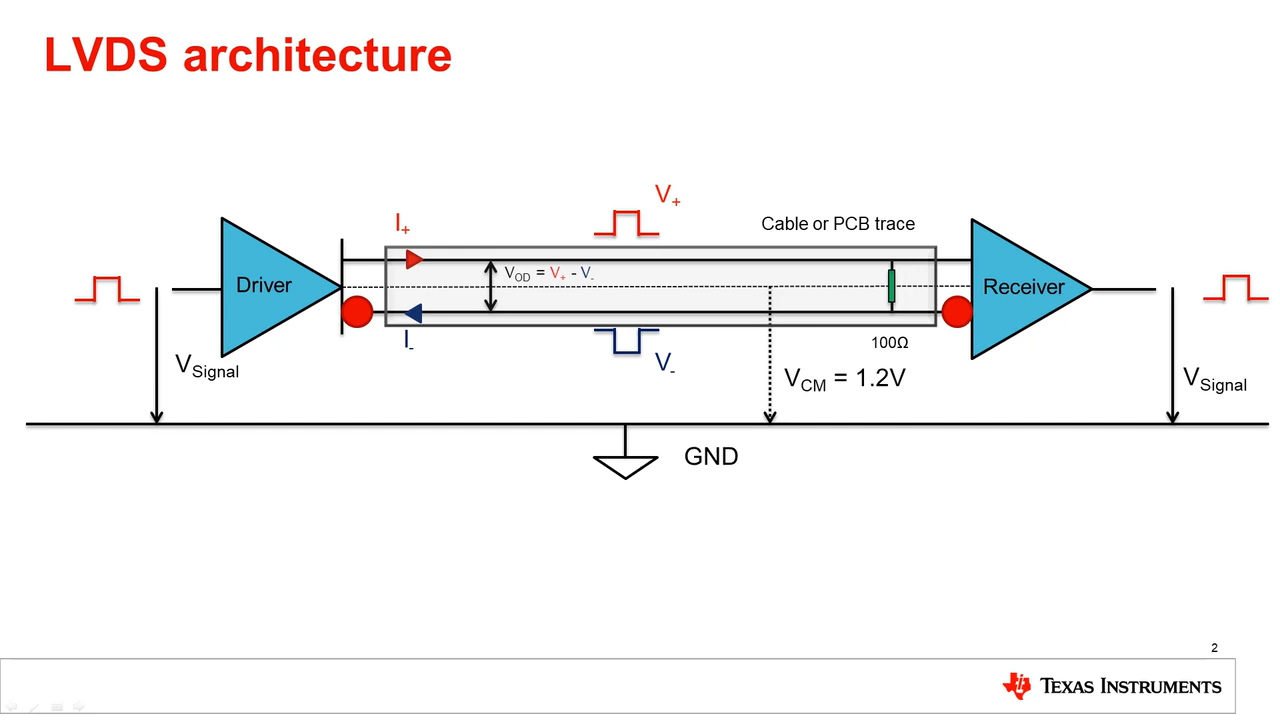 LVDS architecture
V+
I+
Cable or PCB trace
VOD = V+ - V-
Driver
Receiver
I-
V-
100Ω
VSignal
VCM = 1.2V
VSignal
GND
2
TEXAS INSTRUMENTS